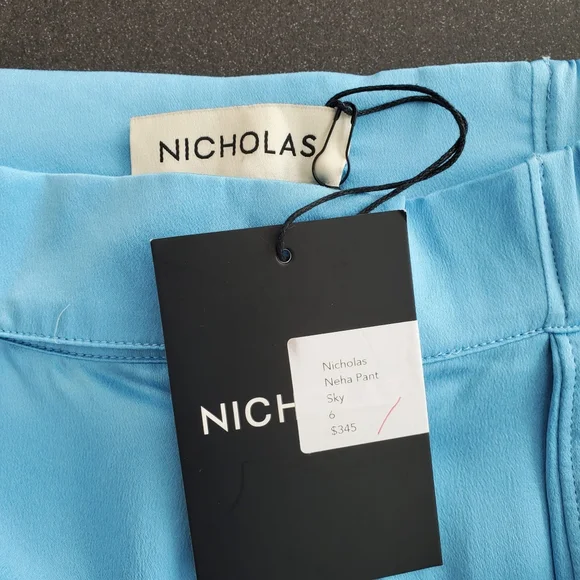 NICHOLAS
NICH
Nicholas
Neha Pant
Sky
6
$345